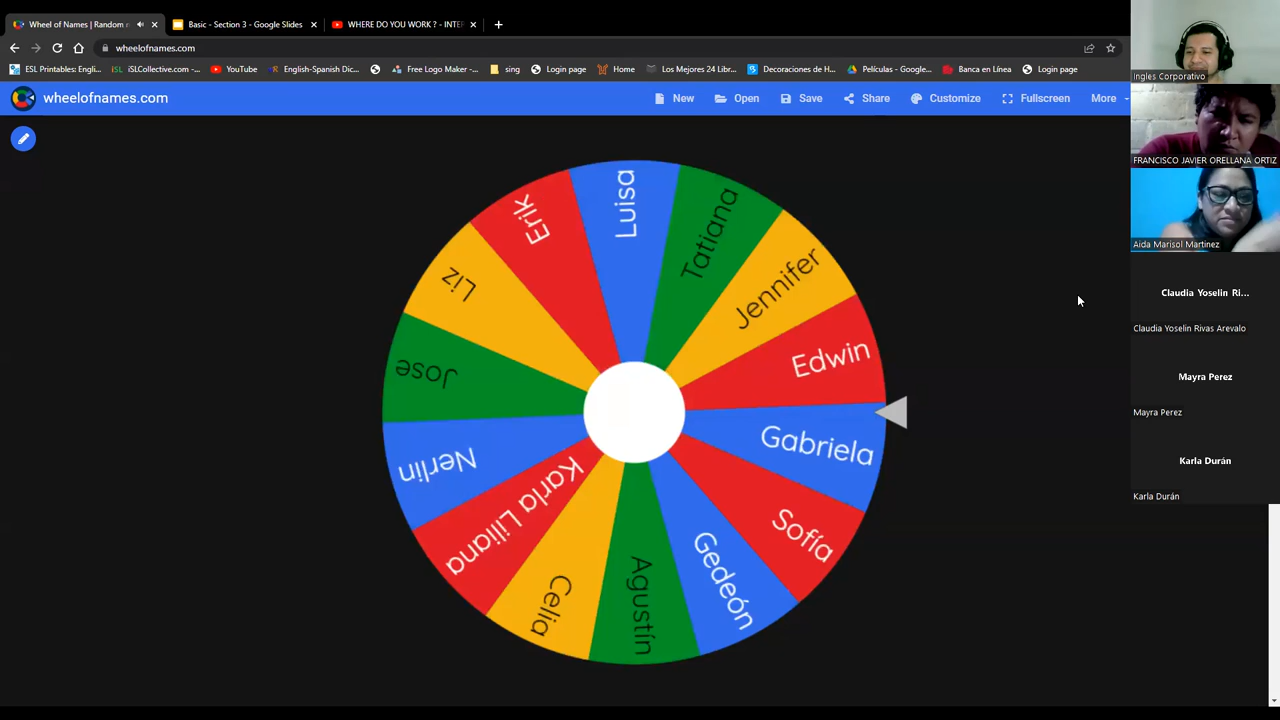 Wheel of Names | Random n
Basic - Section 3 - Google Slides
WHERE DO YOU WORK ? - INTE
wheelofnames.com
ESL Printables: Engli...
iSLCollective.com -...
YouTube
English-Spanish Dic...
Free Logo Maker -...
sing
Login page
Home
Los Mejores 24 Libr...
Decoraciones de H...
Películas - Google...
Banca en Línea
Login page
wheelofnames.com
New
Open
Save
Share
Customize
Fullscreen
More
Luisa
Tatiana
Jennifer
Edwin
Gabriela
Sofía
Gedeón
Agustín
Celia
Karla Liliana
Nerlin
Jose
Liz
Erik
Ingles Corporativo
FRANCISCO JAVIER ORELLANA ORTIZ
Aida Marisol Martinez
Claudia Yoselin Ri...
Claudia Yoselin Rivas Arevalo
Mayra Perez
Mayra Perez
Karla Durán
Karla Durán